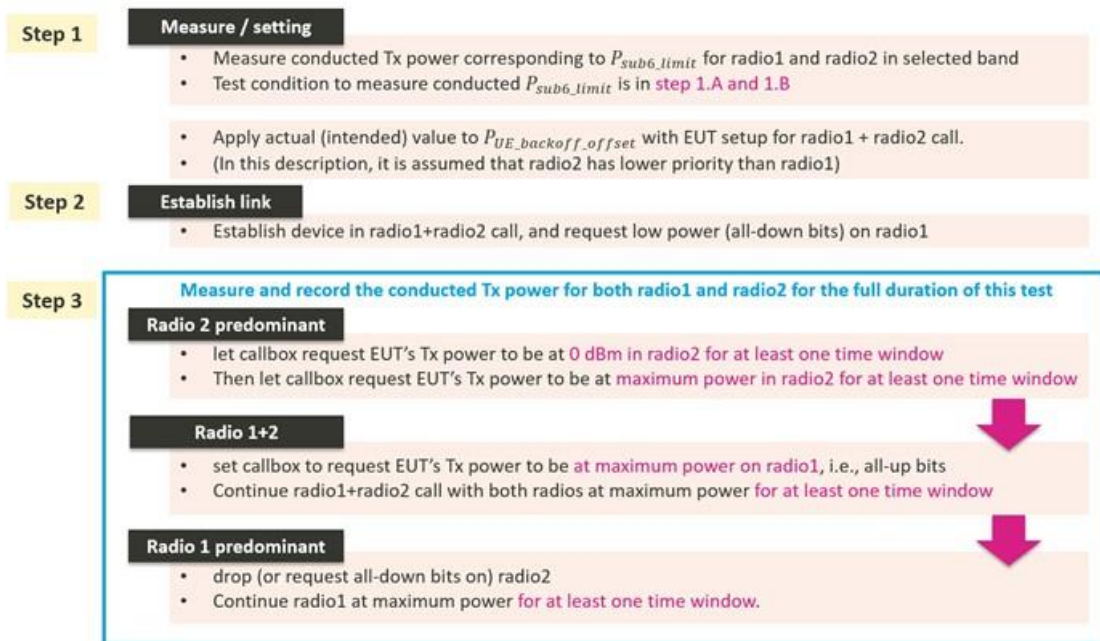 Step 1
Measure / setting
• Measure conducted Tx power corresponding to P_sub6_limit for radio1 and radio2 in selected band
• Test condition to measure conducted P_sub6_limit is in step 1.A and 1.B
• Apply actual (intended) value to P_UE_backoff_offset with EUT setup for radio1 + radio2 call.
• (In this description, it is assumed that radio2 has lower priority than radio1)
Step 2
Establish link
• Establish device in radio1+radio2 call, and request low power (all-down bits) on radio1
Step 3
Measure and record the conducted Tx power for both radio1 and radio2 for the full duration of this test
Radio 2 predominant
• let callbox request EUT's Tx power to be at 0 dBm in radio2 for at least one time window
• Then let callbox request EUT's Tx power to be at maximum power in radio2 for at least one time window
Radio 1+2
• set callbox to request EUT's Tx power to be at maximum power on radio1, i.e., all-up bits
• Continue radio1+radio2 call with both radios at maximum power for at least one time window
Radio 1 predominant
• drop (or request all-down bits on) radio2
• Continue radio1 at maximum power for at least one time window.